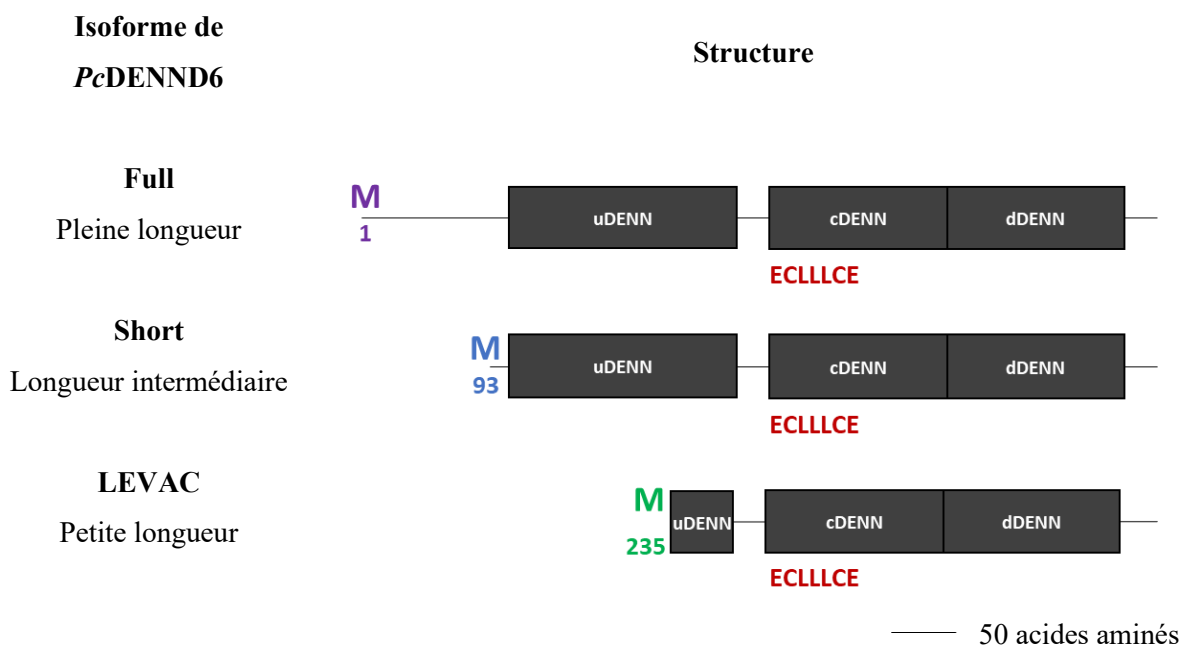 Isoforme de
PcDENND6
Structure
Full
Pleine longueur
M
1
uDENN
cDENN
dDENN
ECLLLCE
Short
Longueur intermédiaire
M
93
uDENN
cDENN
dDENN
ECLLLCE
LEVAC
Petite longueur
M
235
uDENN
cDENN
dDENN
ECLLLCE
50 acides aminés